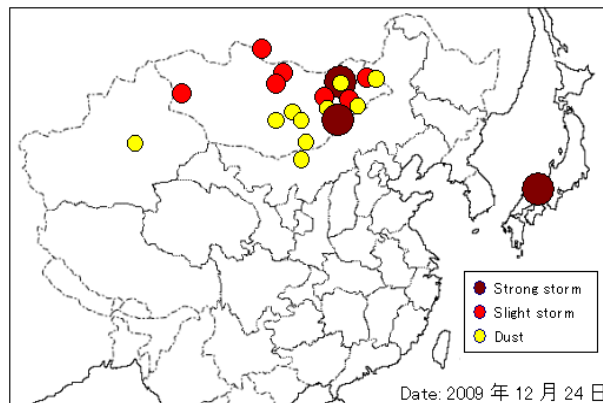 Strong storm
Slight storm
Dust
Date: 2009 年 12 月 24 日